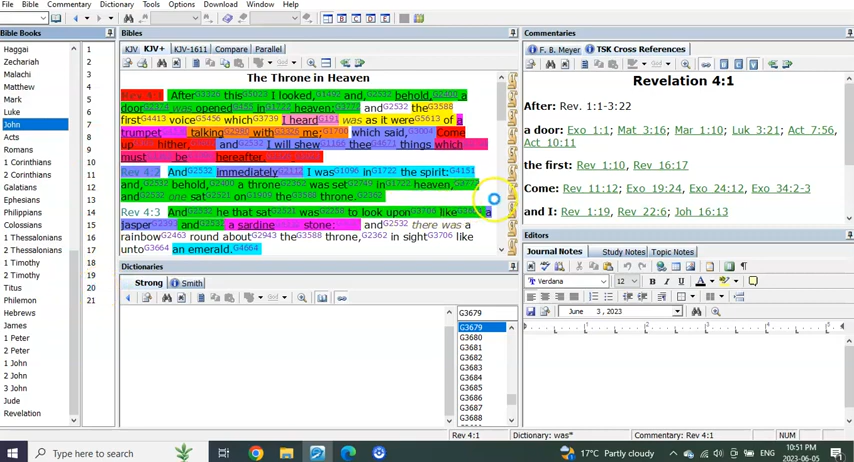 File View Commentary Dictionary Tools Options Download Window Help
B C D E
Bible Books
Bibles
Commentaries
KJV KJV+ KJV-1611 Compare Parallel
F. B. Meyer TSK Cross References
Haggai
Zechariah
Malachi
Matthew
Mark
Luke
John
Acts
Romans
1 Corinthians
2 Corinthians
Galatians
Ephesians
Philippians
Colossians
1 Thessalonians
2 Thessalonians
1 Timothy
2 Timothy
Titus
Philemon
Hebrews
James
1 Peter
2 Peter
1 John
2 John
3 John
Jude
Revelation
1
2
3
4
5
6
7
8
9
10
11
12
13
14
15
16
17
18
19
20
21
The Throne in Heaven
Rev 4:1 After G3326 this G5023 I looked, G1492 and, G2532 behold, G2400 a
door G2374 was opened G455 in G1722 heaven: G3772 and G2532 the G3588
first G4413 voice G5456 which G3739 I heard G191 was as it were G5613 of a
trumpet talking G2980 with G3326 me; G1700 which said, G3004 Come
up hither, and G2532 I will shew G1166 thee G4671 things which
must be hereafter.
Rev 4:2 And G2532 immediately G2112 I was G1096 in G1722 the spirit: G4151
and, G2532 behold, G2400 a throne G2362 was set G2749 in G1722 heaven,
and G2532 one sat G2521 on G1909 the throne. G2362
Rev 4:3 And G2532 he that sat G2521 was G2258 to look upon G3706 like a
jasper G2393 and G2532 a sardine stone: and G2532 there was a
rainbow G2463 round about G2943 the G3588 throne, G2362 in sight G3706 like
unto G3664 an emerald. G4664
Revelation 4:1
After: Rev. 1:1-3:22
a door: Exo 1:1; Mat 3:16; Mar 1:10; Luk 3:21; Act 7:56,
Act 10:11
the first: Rev 1:10, Rev 16:17
Come: Rev 11:12; Exo 19:24, Exo 24:12, Exo 34:2-3
and I: Rev 1:19, Rev 22:6; Joh 16:13
Dictionaries
Strong Smith
G3679
G3679
G3680
G3681
G3682
G3683
G3684
G3685
G3686
G3687
G3688
Editors
Journal Notes Study Notes Topic Notes
Verdana 12 B I U A
June 3, 2023
1 2 3 4 5
Rev 4:1 Dictionary: was* Commentary: Rev 4:1 NUM
Type here to search
17°C Partly cloudy
ENG
10:51 PM
2023-06-05